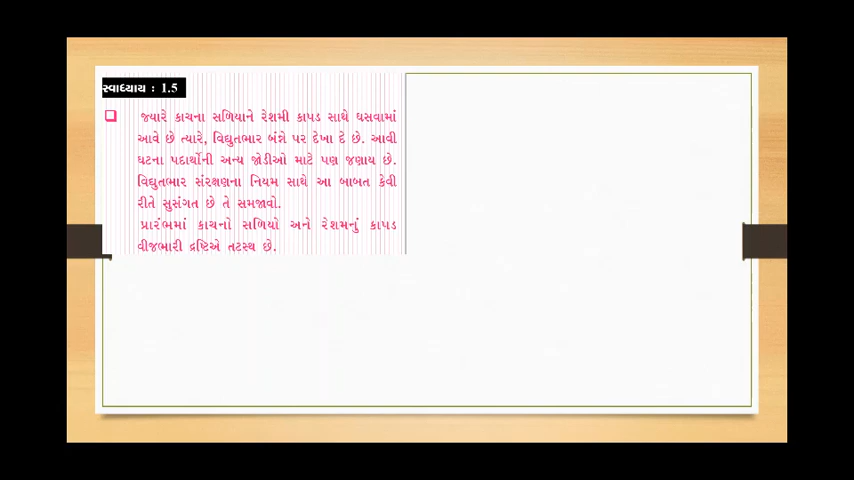 સ્વાધ્યાય : 1.5
જ્યારે કાચના સળિયાને રેશમી કાપડ સાથે ઘસવામાં
આવે છે ત્યારે, વિદ્યુતભાર બંન્ને પર દેખા દે છે. આવી
ઘટના પદાર્થોની અન્ય જોડીઓ માટે પણ જણાય છે.
વિદ્યુતભાર સંરક્ષણના નિયમ સાથે આ બાબત કેવી
રીતે સુસંગત છે તે સમજાવો.
પ્રારંભમાં કાચનો સળિયો અને રેશમનું કાપડ
વીજભારી દ્રષ્ટિએ તટસ્થ છે.